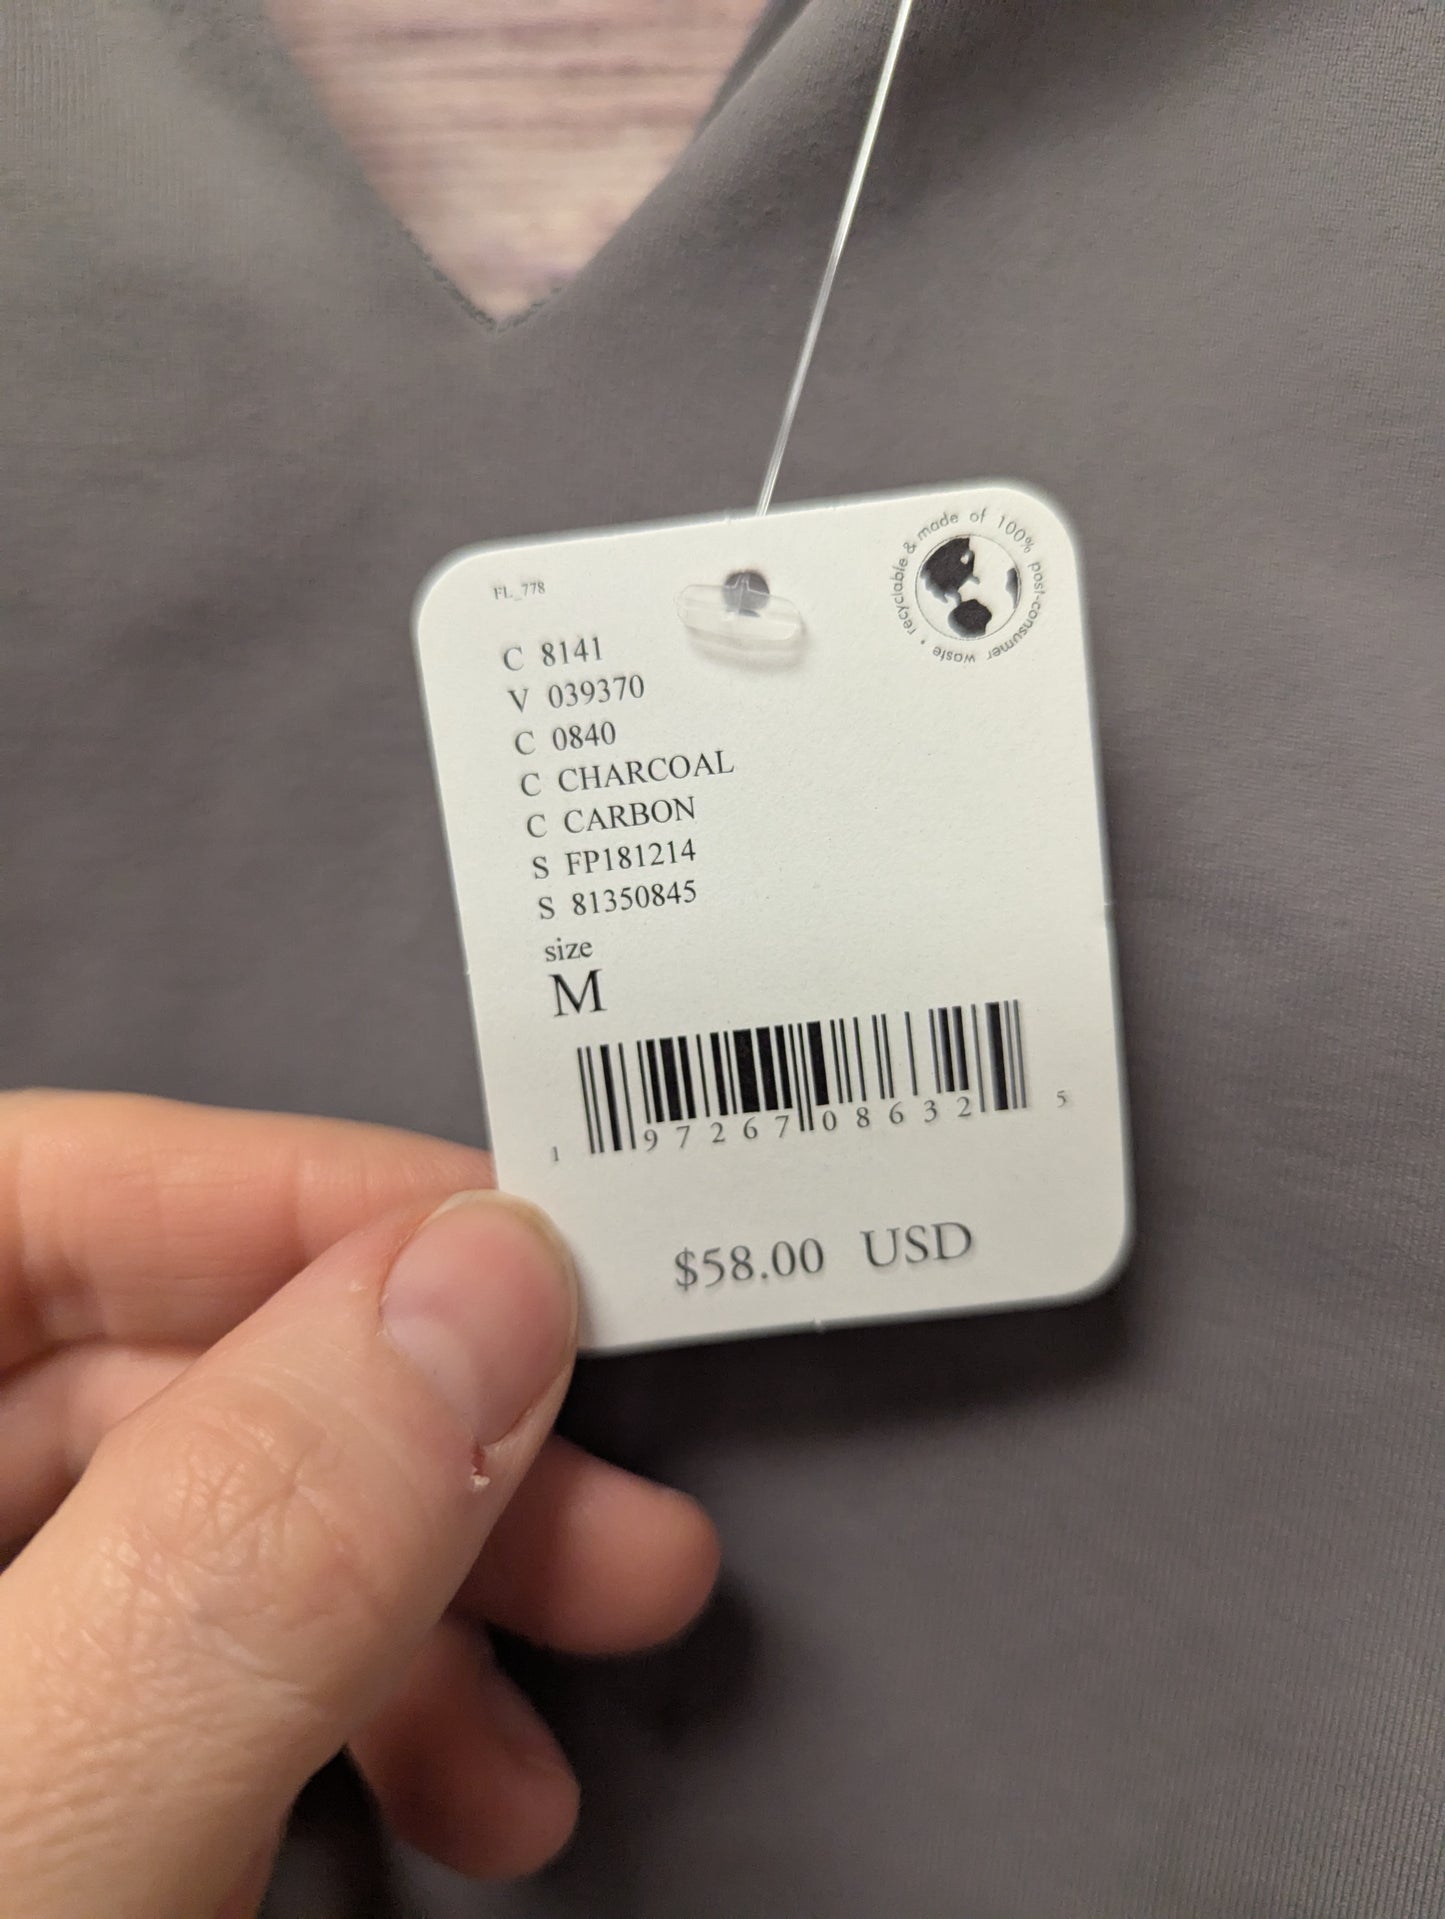 FL_778
recyclable & made of 100% post-consumer waste •
C 8141
V 039370
C 0840
C CHARCOAL
C CARBON
S FP181214
S 81350845
size
M
1 97267 08632 5
$58.00 USD